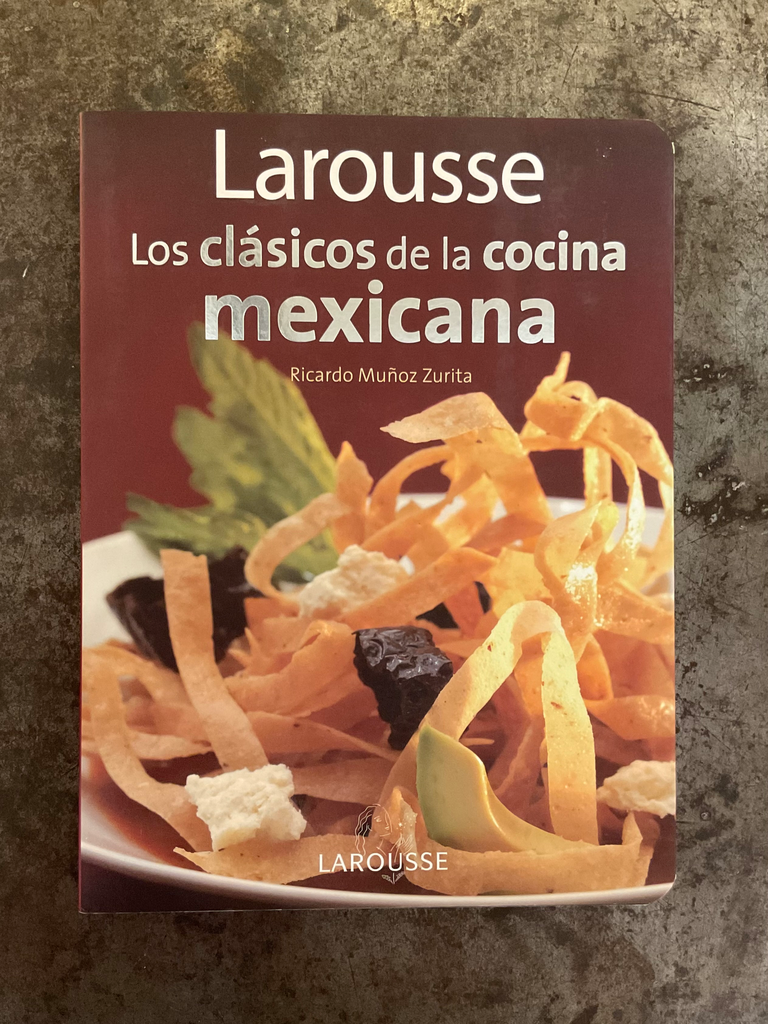 Larousse
Los clásicos de la cocina
mexicana
Ricardo Muñoz Zurita
LAROUSSE